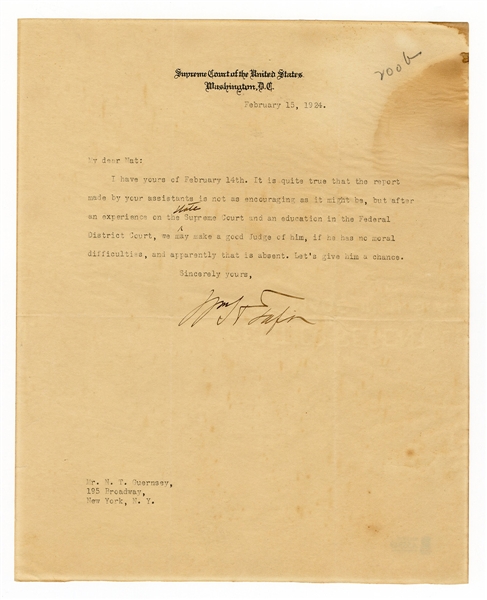 200b
Supreme Court of the United States
Washington, D.C.
February 15, 1924.
My dear Nat:
I have yours of February 14th. It is quite true that the report
made by your assistants is not as encouraging as it might be, but after
State
an experience on the Supreme Court and an education in the Federal
District Court, we may make a good Judge of him, if he has no moral
difficulties, and apparently that is absent. Let's give him a chance.
Sincerely yours,
Wm H Taft
Mr. N. T. Guernsey,
195 Broadway,
New York, N. Y.